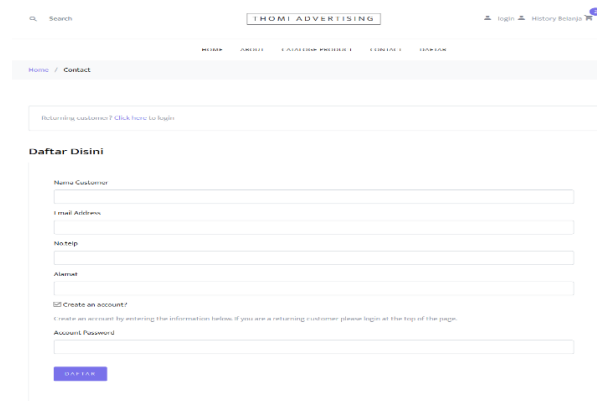 Search
THOMI ADVERTISING
login History Belanja
HOME ABOUT CATALOGE PRODUCT CONTACT DAFTAR
Home / Contact
Returning customer? Click here to login
Daftar Disini
Nama Customer
Email Address
No.telp
Alamat
Create an account?
Create an account by entering the information below. If you are a returning customer please login at the top of the page.
Account Password
DAFTAR